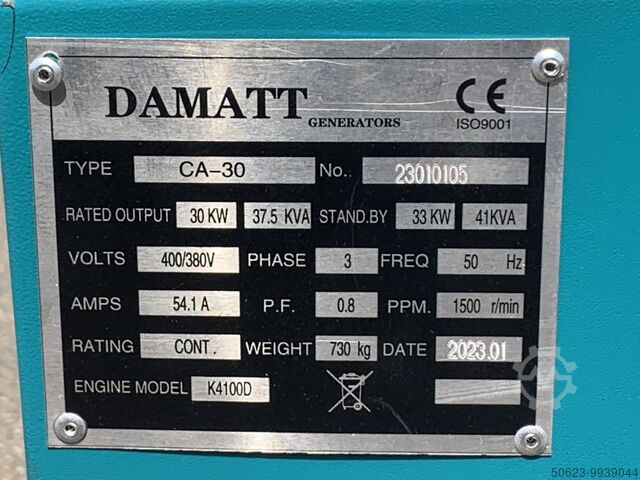 DAMATT GENERATORS CE ISO9001
TYPE CA-30 No.. 23010105
RATED OUTPUT 30 KW 37.5 KVA STAND.BY 33 KW 41KVA
VOLTS 400/380V PHASE 3 FREQ 50 Hz
AMPS 54.1 A P.F. 0.8 PPM. 1500 r/min
RATING CONT. WEIGHT 730 kg DATE 2023.01
ENGINE MODEL K4100D
50623-9939044